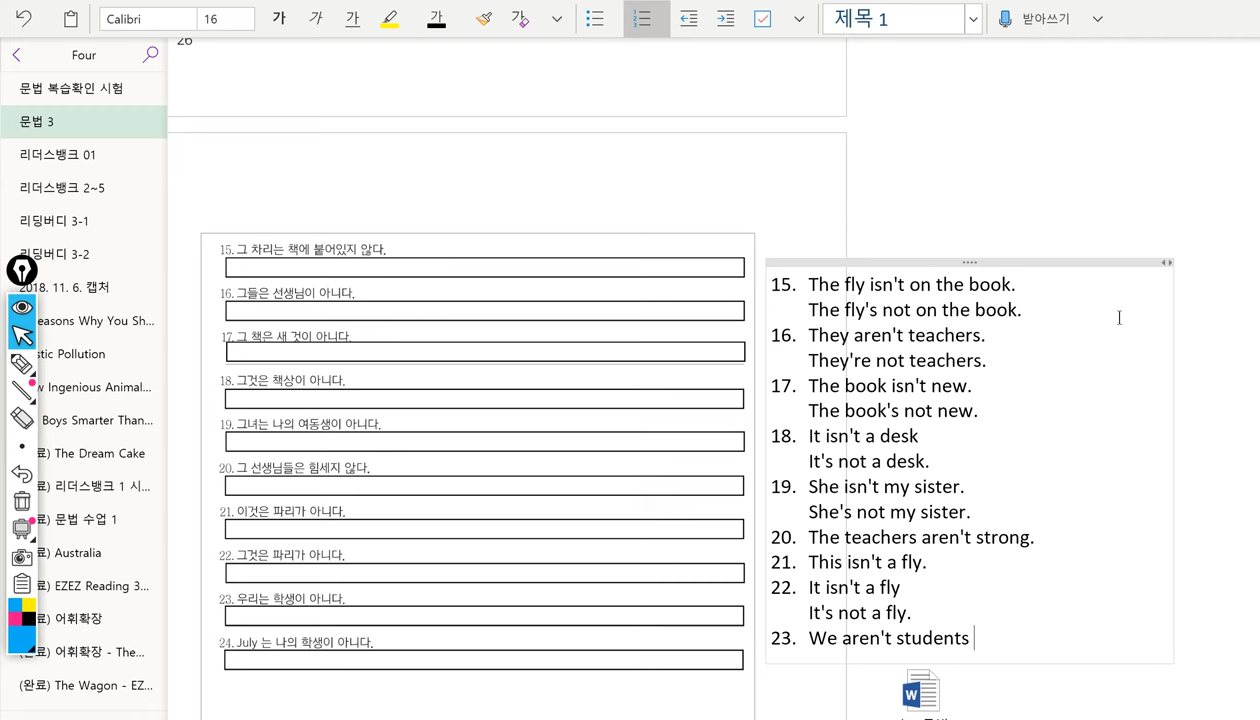 Calibri
16
가
가
가
가
가
제목 1
받아쓰기
Four
26
문법 복습확인 시험
문법 3
리더스뱅크 01
리더스뱅크 2~5
리딩버디 3-1
리딩버디 3-2
2018. 11. 6. 캡처
easons Why You Sh...
stic Pollution
w Ingenious Animal...
Boys Smarter Than...
료) The Dream Cake
료) 리더스뱅크 1 시...
료) 문법 수업 1
료) Australia
료) EZEZ Reading 3...
료) 어휘확장
료) 어휘확장 - The...
(완료) The Wagon - EZ...
15. 그 차리는 책에 붙어있지 않다.
16. 그들은 선생님이 아니다.
17. 그 책은 새 것이 아니다.
18. 그것은 책상이 아니다.
19. 그녀는 나의 여동생이 아니다.
20. 그 선생님들은 힘세지 않다.
21. 이것은 파리가 아니다.
22. 그것은 파리가 아니다.
23. 우리는 학생이 아니다.
24. July 는 나의 학생이 아니다.
15. The fly isn't on the book.
The fly's not on the book.
16. They aren't teachers.
They're not teachers.
17. The book isn't new.
The book's not new.
18. It isn't a desk
It's not a desk.
19. She isn't my sister.
She's not my sister.
20. The teachers aren't strong.
21. This isn't a fly.
22. It isn't a fly
It's not a fly.
23. We aren't students
W